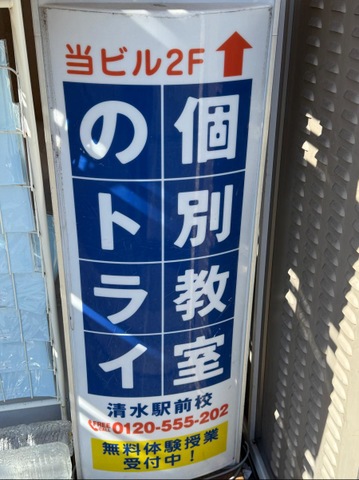 当ビル2F
個別教室
のトライ
清水駅前校
0120-555-202
無料体験授業
受付中！